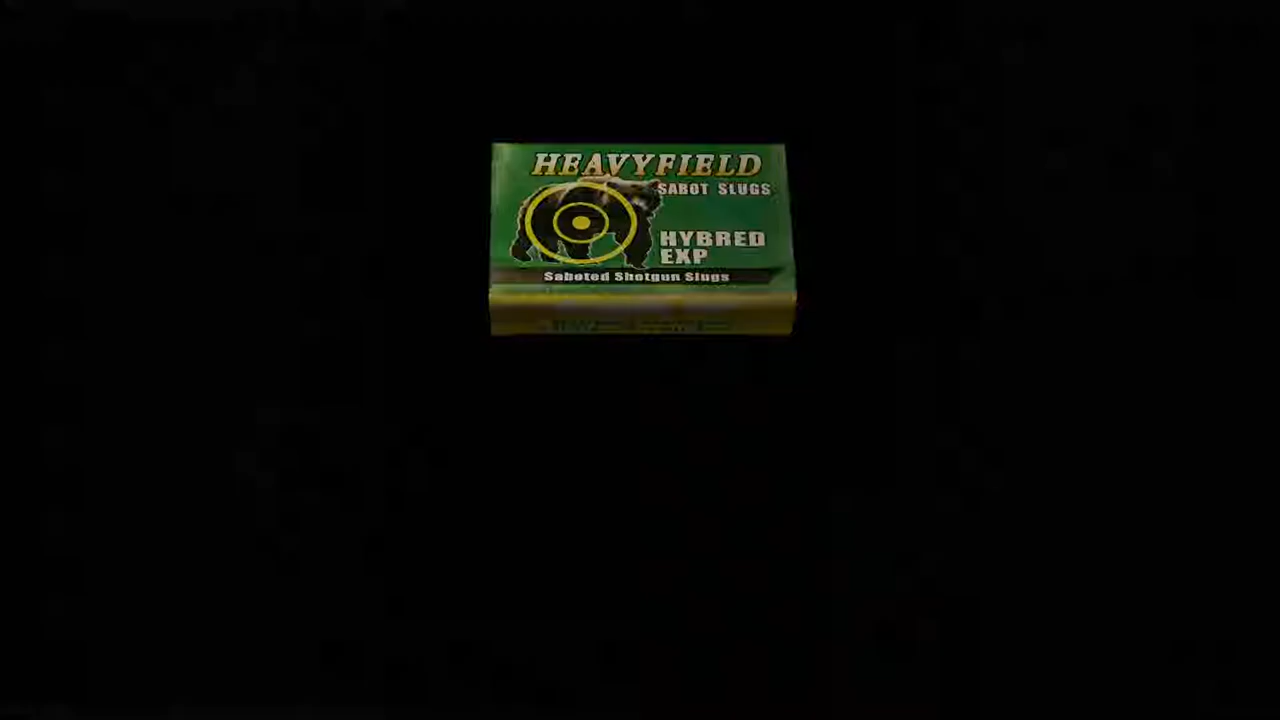 HEAVYFIELD
SABOT SLUGS
HYBRED
EXP
Saboted Shotgun Slugs